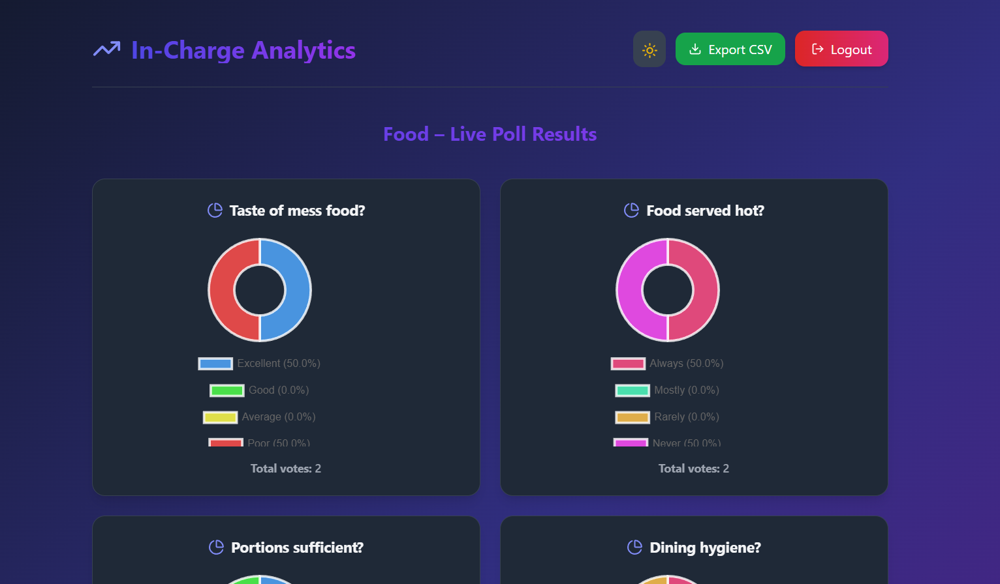 In-Charge Analytics
Export CSV
Logout
Food – Live Poll Results
Taste of mess food?
Excellent (50.0%)
Good (0.0%)
Average (0.0%)
Poor (50.0%)
Total votes: 2
Food served hot?
Always (50.0%)
Mostly (0.0%)
Rarely (0.0%)
Never (50.0%)
Total votes: 2
Portions sufficient?
Dining hygiene?